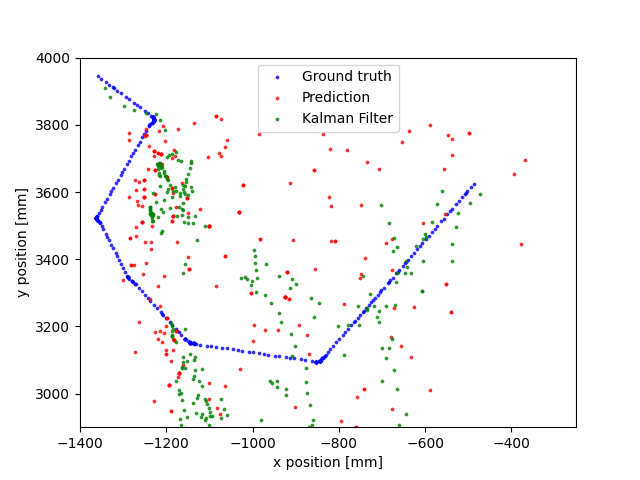 Ground truth
Prediction
Kalman Filter
4000
3800
3600
3400
3200
3000
y position [mm]
−1400 −1200 −1000 −800 −600 −400
x position [mm]